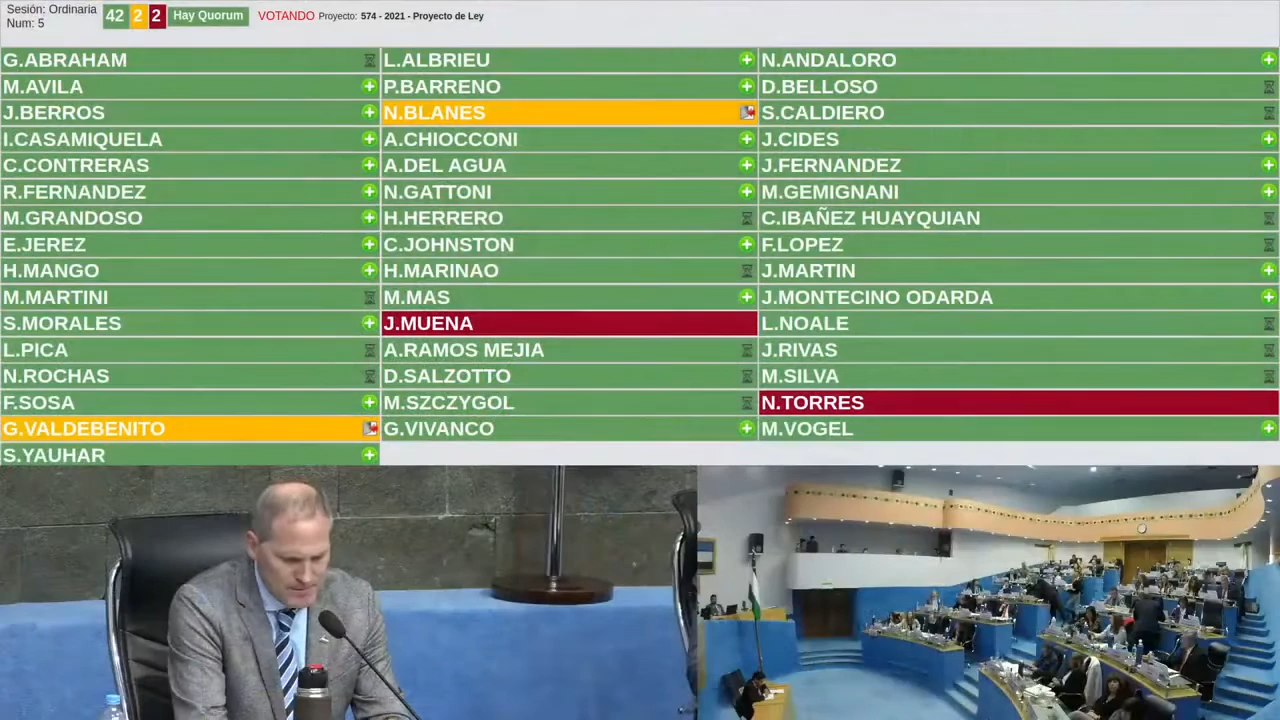 Sesión: Ordinaria
Num: 5
42 2 2 Hay Quorum VOTANDO Proyecto: 574 - 2021 - Proyecto de Ley
G.ABRAHAM L.ALBRIEU N.ANDALORO
M.AVILA P.BARRENO D.BELLOSO
J.BERROS N.BLANES S.CALDIERO
I.CASAMIQUELA A.CHIOCCONI J.CIDES
C.CONTRERAS A.DEL AGUA J.FERNANDEZ
R.FERNANDEZ N.GATTONI M.GEMIGNANI
M.GRANDOSO H.HERRERO C.IBAÑEZ HUAYQUIAN
E.JEREZ C.JOHNSTON F.LOPEZ
H.MANGO H.MARINAO J.MARTIN
M.MARTINI M.MAS J.MONTECINO ODARDA
S.MORALES J.MUENA L.NOALE
L.PICA A.RAMOS MEJIA J.RIVAS
N.ROCHAS D.SALZOTTO M.SILVA
F.SOSA M.SZCZYGOL N.TORRES
G.VALDEBENITO G.VIVANCO M.VOGEL
S.YAUHAR